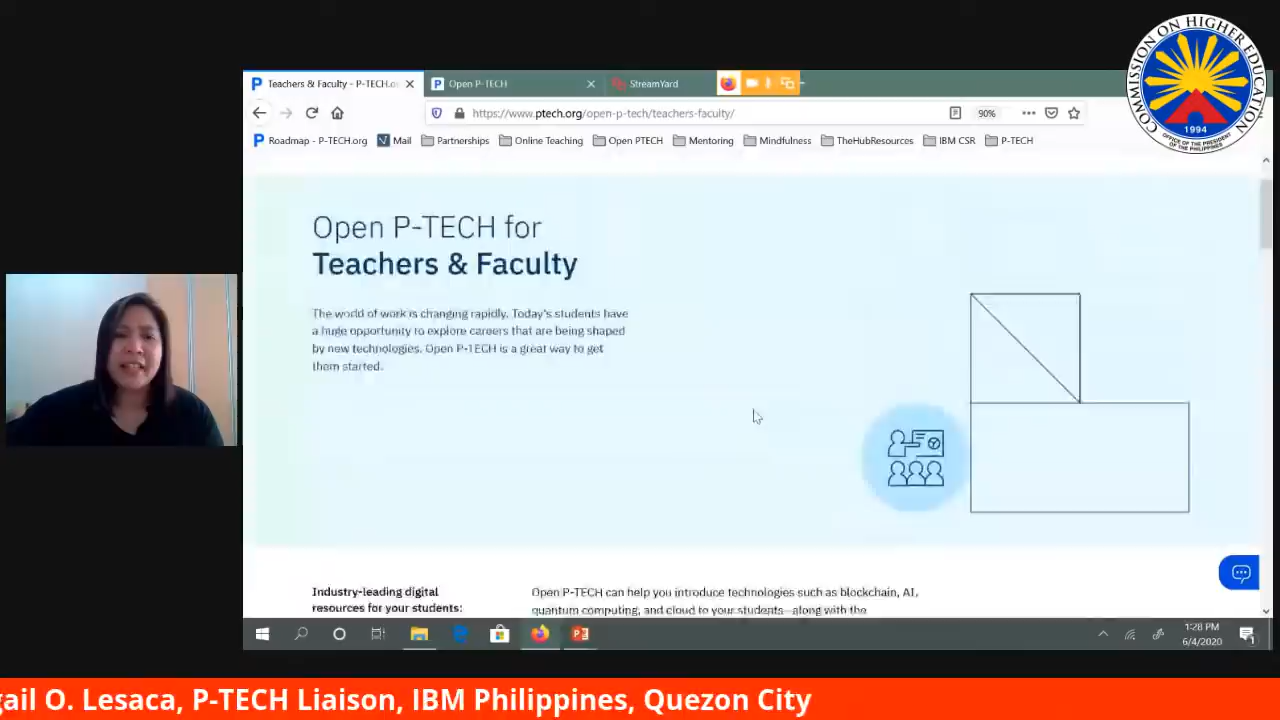 COMMISSION ON HIGHER EDUCATION
1994
OFFICE OF THE PRESIDENT
OF THE PHILIPPINES
Teachers & Faculty - P-TECH.o
Open P-TECH
StreamYard
https://www.ptech.org/open-p-tech/teachers-faculty/
90%
Roadmap - P-TECH.org
Mail
Partnerships
Online Teaching
Open PTECH
Mentoring
Mindfulness
TheHubResources
IBM CSR
P-TECH
Open P-TECH for
Teachers & Faculty
The world of work is changing rapidly. Today's students have
a huge opportunity to explore careers that are being shaped
by new technologies. Open P-TECH is a great way to get
them started.
Industry-leading digital
resources for your students:
Open P-TECH can help you introduce technologies such as blockchain, AI,
quantum computing, and cloud to your students—along with the
1:28 PM
6/4/2020
gail O. Lesaca, P-TECH Liaison, IBM Philippines, Quezon City